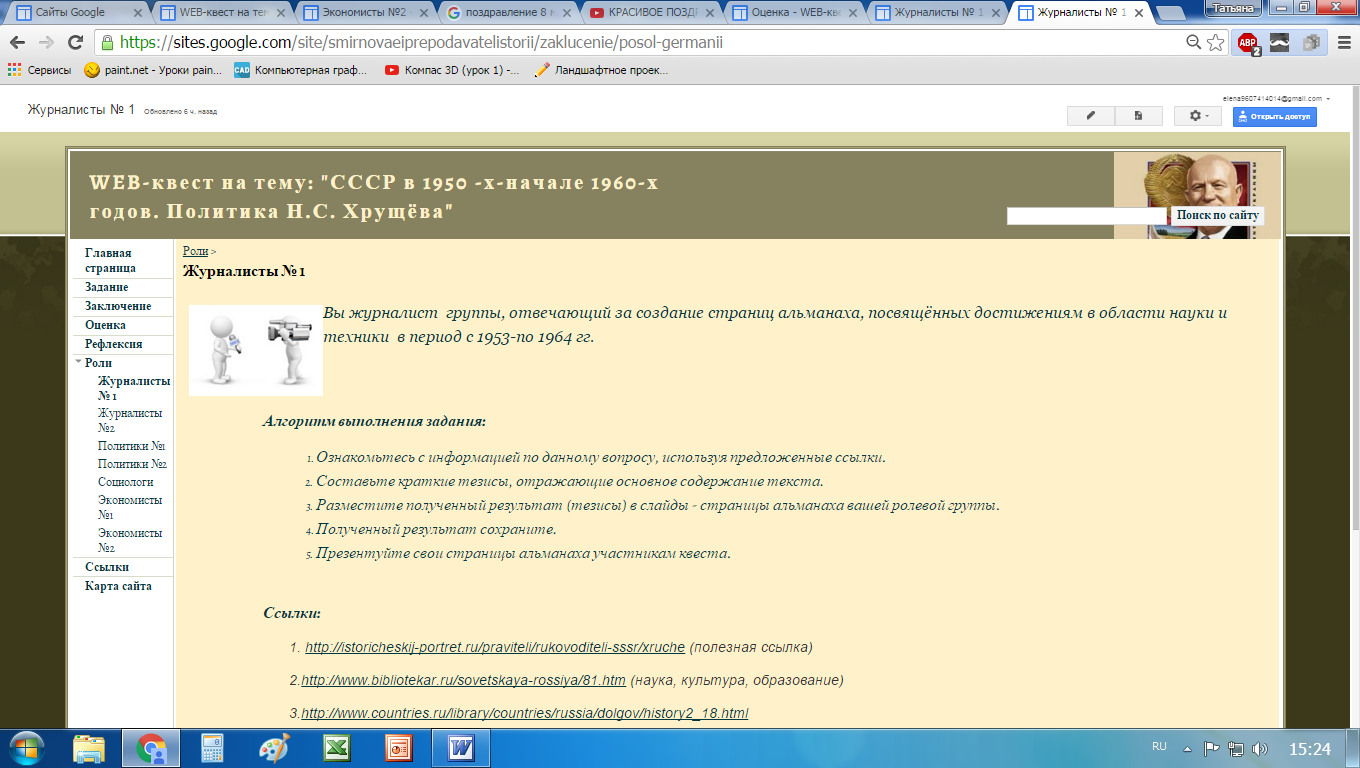 Сайты Google
WEB-квест на тем
Экономисты №2
поздравление 8 м
КРАСИВОЕ ПОЗД
Оценка - WEB-кве
Журналисты № 1
Журналисты № 1
Татьяна
https://sites.google.com/site/smirnovaeiprepodavatelistorii/zaklucenie/posol-germanii
ABP
2
Сервисы
paint.net - Уроки pain...
CAD
Компьютерная граф...
Компас 3D (урок 1) -...
Ландшафтное проек...
elena9607414014@gmail.com
Журналисты № 1 Обновлено 6 ч. назад
Открыть доступ
WEB-квест на тему: "СССР в 1950 -х-начале 1960-х
годов. Политика Н.С. Хрущёва"
Поиск по сайту
Главная
страница
Задание
Заключение
Оценка
Рефлексия
Роли
Журналисты
№ 1
Журналисты
№2
Политики №1
Политики №2
Социологи
Экономисты
№1
Экономисты
№2
Ссылки
Карта сайта
Роли >
Журналисты № 1
Вы журналист группы, отвечающий за создание страниц альманаха, посвящённых достижениям в области науки и
техники в период с 1953-по 1964 гг.
Алгоритм выполнения задания:
1. Ознакомьтесь с информацией по данному вопросу, используя предложенные ссылки.
2. Составьте краткие тезисы, отражающие основное содержание текста.
3. Разместите полученный результат (тезисы) в слайды - страницы альманаха вашей ролевой группы.
4. Полученный результат сохраните.
5. Презентуйте свои страницы альманаха участникам квеста.
Ссылки:
1. http://istoricheskij-portret.ru/praviteli/rukovoditeli-sssr/xruche (полезная ссылка)
2.http://www.bibliotekar.ru/sovetskaya-rossiya/81.htm (наука, культура, образование)
3.http://www.countries.ru/library/countries/russia/dolgov/history2_18.html
RU
15:24